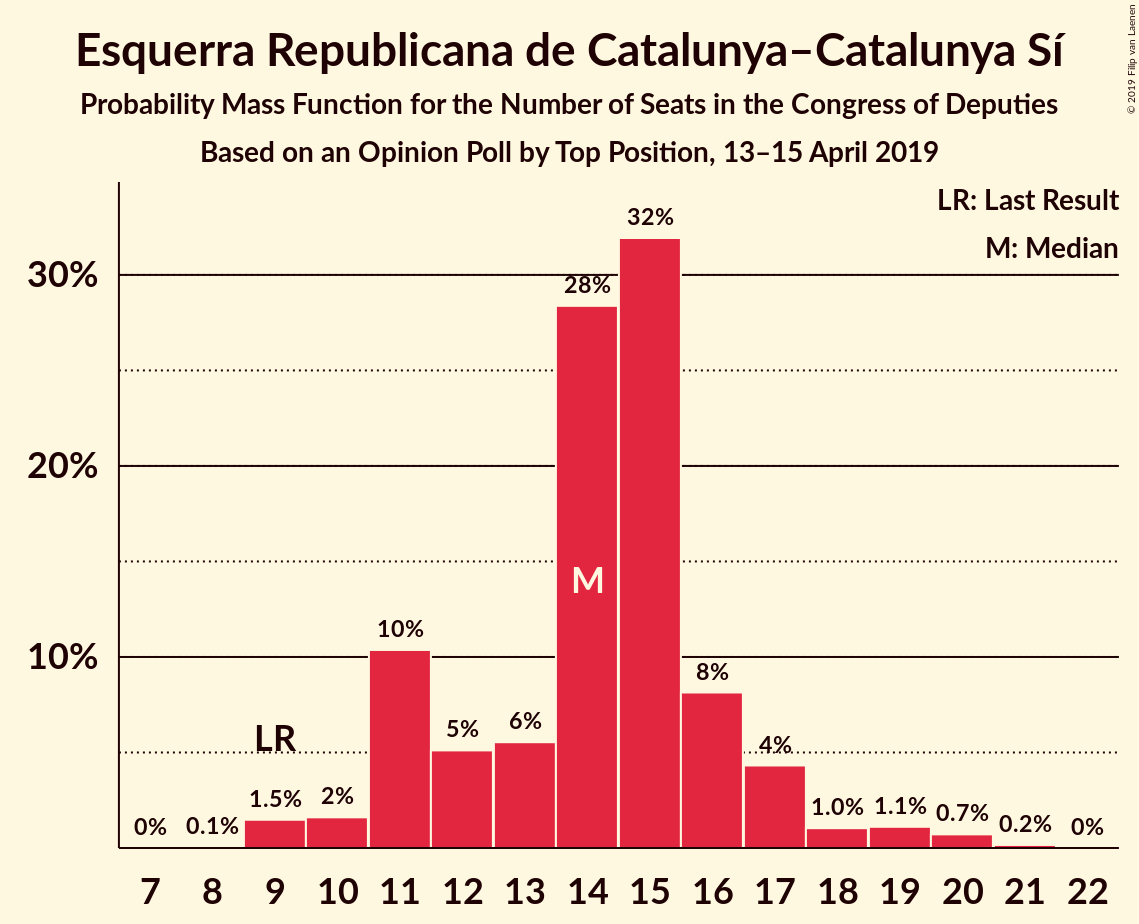 Esquerra Republicana de Catalunya–Catalunya Sí
Probability Mass Function for the Number of Seats in the Congress of Deputies
Based on an Opinion Poll by Top Position, 13–15 April 2019
© 2019 Filip van Laenen
LR: Last Result
M: Median
32%
30%
28%
20%
M
10%
10%
8%
6%
5%
4%
LR
2%
1.5%
1.1%
1.0%
0.7%
0.2%
0.1%
0%
0%
7 8 9 10 11 12 13 14 15 16 17 18 19 20 21 22